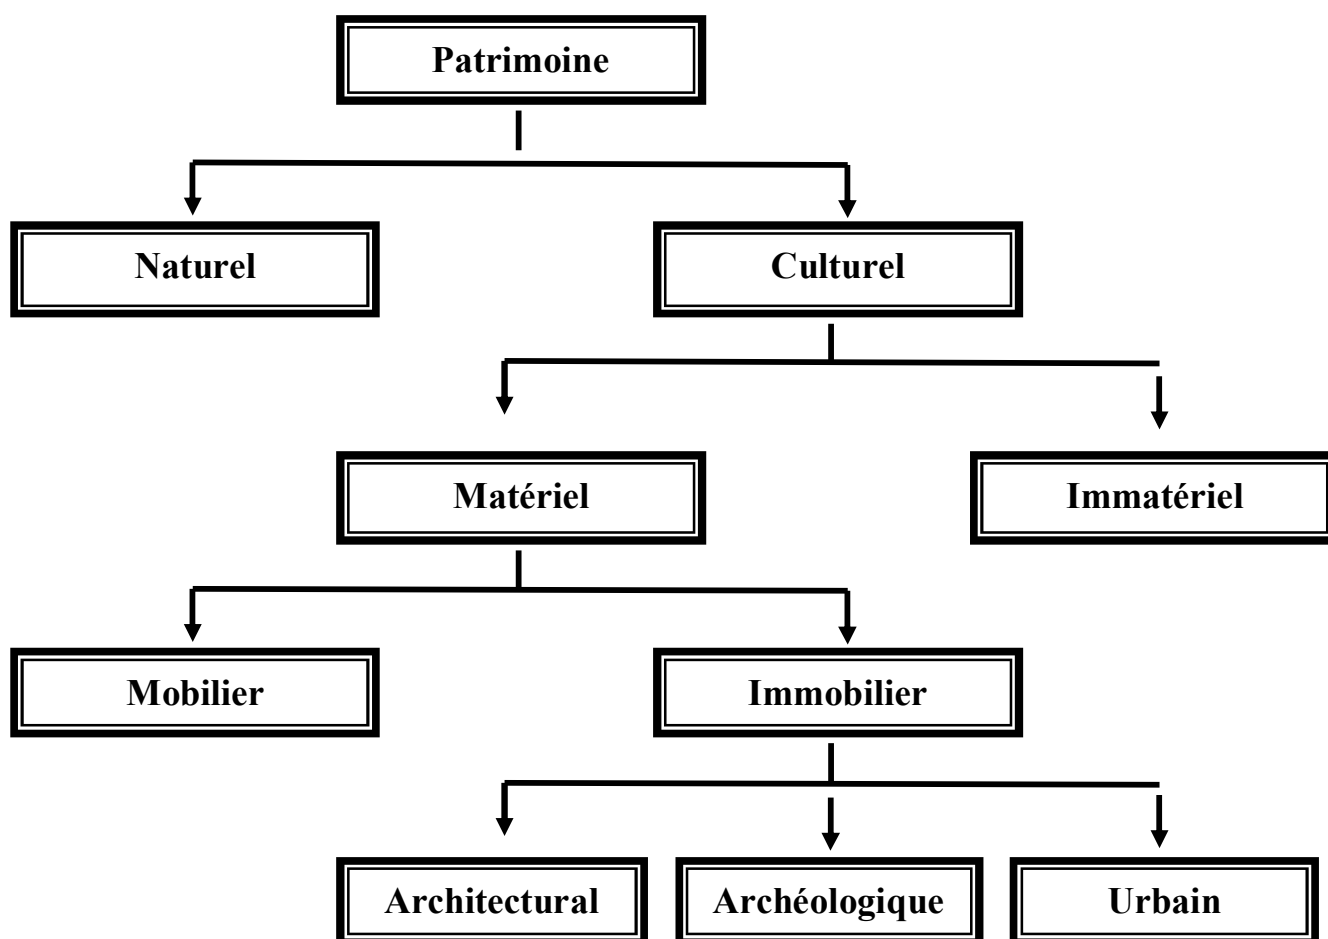 Patrimoine
Naturel
Culturel
Matériel
Immatériel
Mobilier
Immobilier
Architectural
Archéologique
Urbain